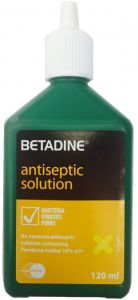 BETADINE®
antiseptic
solution
BACTERIA
VIRUSES
FUNGI
An aqueous antiseptic
solution containing
Povidone-Iodine 10% w/v
120 ml